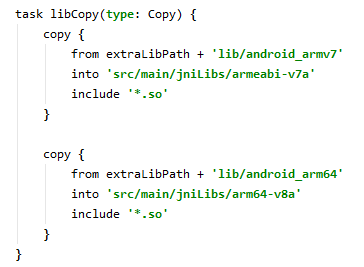 task libCopy(type: Copy) {
    copy {
        from extraLibPath + 'lib/android_armv7'
        into 'src/main/jniLibs/armeabi-v7a'
        include '*.so'
    }

    copy {
        from extraLibPath + 'lib/android_arm64'
        into 'src/main/jniLibs/arm64-v8a'
        include '*.so'
    }
}